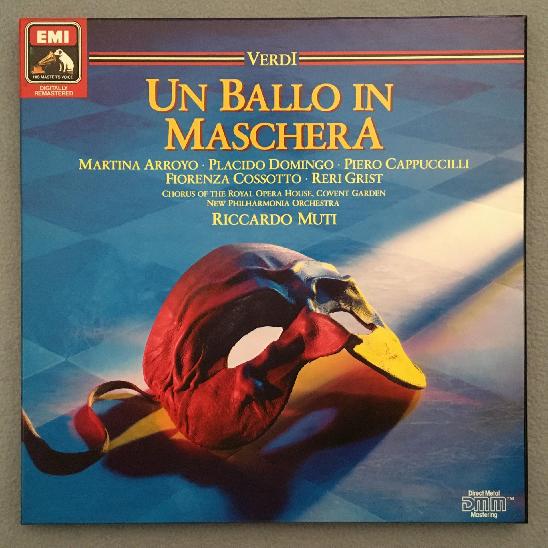 EMI
HIS MASTER'S VOICE
DIGITALLY
REMASTERED
VERDI
UN BALLO IN
MASCHERA
MARTINA ARROYO · PLACIDO DOMINGO · PIERO CAPPUCCILLI
FIORENZA COSSOTTO · RERI GRIST
CHORUS OF THE ROYAL OPERA HOUSE, COVENT GARDEN
NEW PHILHARMONIA ORCHESTRA
RICCARDO MUTI
Direct Metal
DMM TM
Mastering